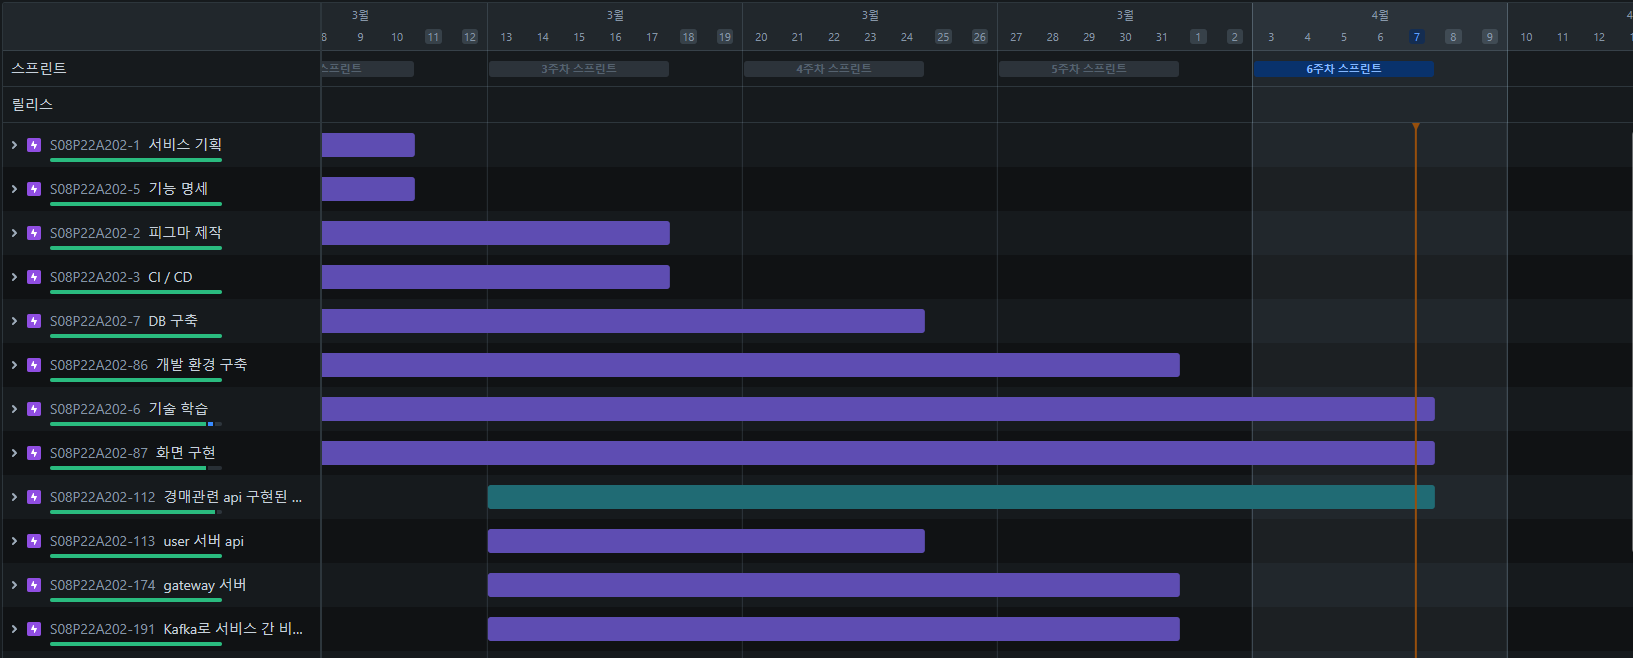 3월 3월 3월 3월 4월
8 9 10 11 12 13 14 15 16 17 18 19 20 21 22 23 24 25 26 27 28 29 30 31 1 2 3 4 5 6 7 8 9 10 11 12
스프린트 스프린트 3주차 스프린트 4주차 스프린트 5주차 스프린트 6주차 스프린트
릴리스
S08P22A202-1 서비스 기획
S08P22A202-5 기능 명세
S08P22A202-2 피그마 제작
S08P22A202-3 CI / CD
S08P22A202-7 DB 구축
S08P22A202-86 개발 환경 구축
S08P22A202-6 기술 학습
S08P22A202-87 화면 구현
S08P22A202-112 경매관련 api 구현된 ...
S08P22A202-113 user 서버 api
S08P22A202-174 gateway 서버
S08P22A202-191 Kafka로 서비스 간 비...